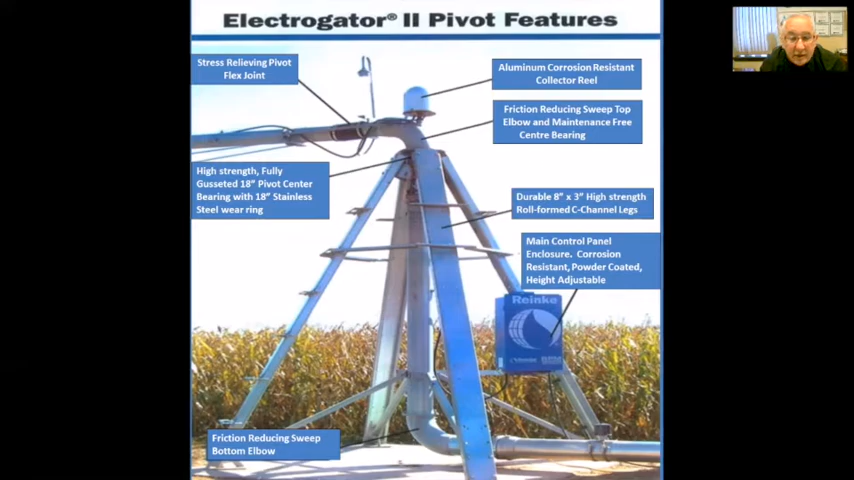 Electrogator® II Pivot Features
Stress Relieving Pivot
Flex Joint
Aluminum Corrosion Resistant
Collector Reel
Friction Reducing Sweep Top
Elbow and Maintenance Free
Centre Bearing
High strength, Fully
Gusseted 18" Pivot Center
Bearing with 18" Stainless
Steel wear ring
Durable 8" x 3" High strength
Roll-formed C-Channel Legs
Main Control Panel
Enclosure. Corrosion
Resistant, Powder Coated,
Height Adjustable
Reinke
Friction Reducing Sweep
Bottom Elbow